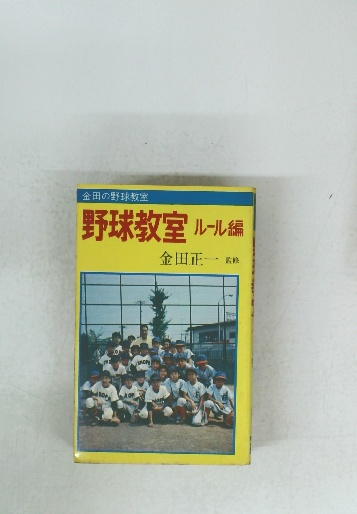 金田の野球教室
野球教室 ルール編
金田正一 監修